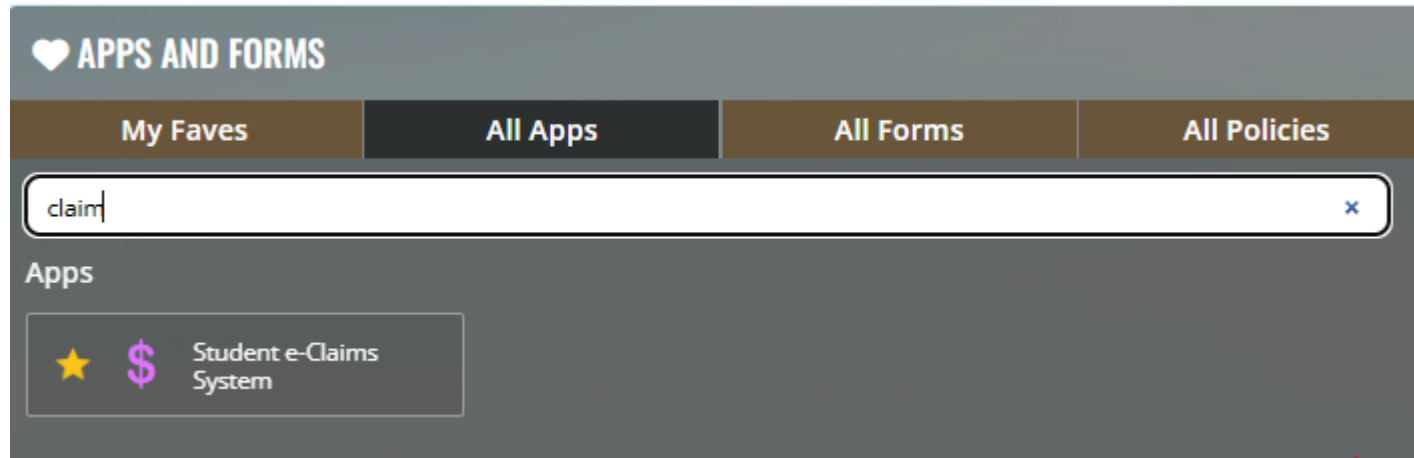 APPS AND FORMS
My Faves
All Apps
All Forms
All Policies
claim
×
Apps
$
Student e-Claims
System